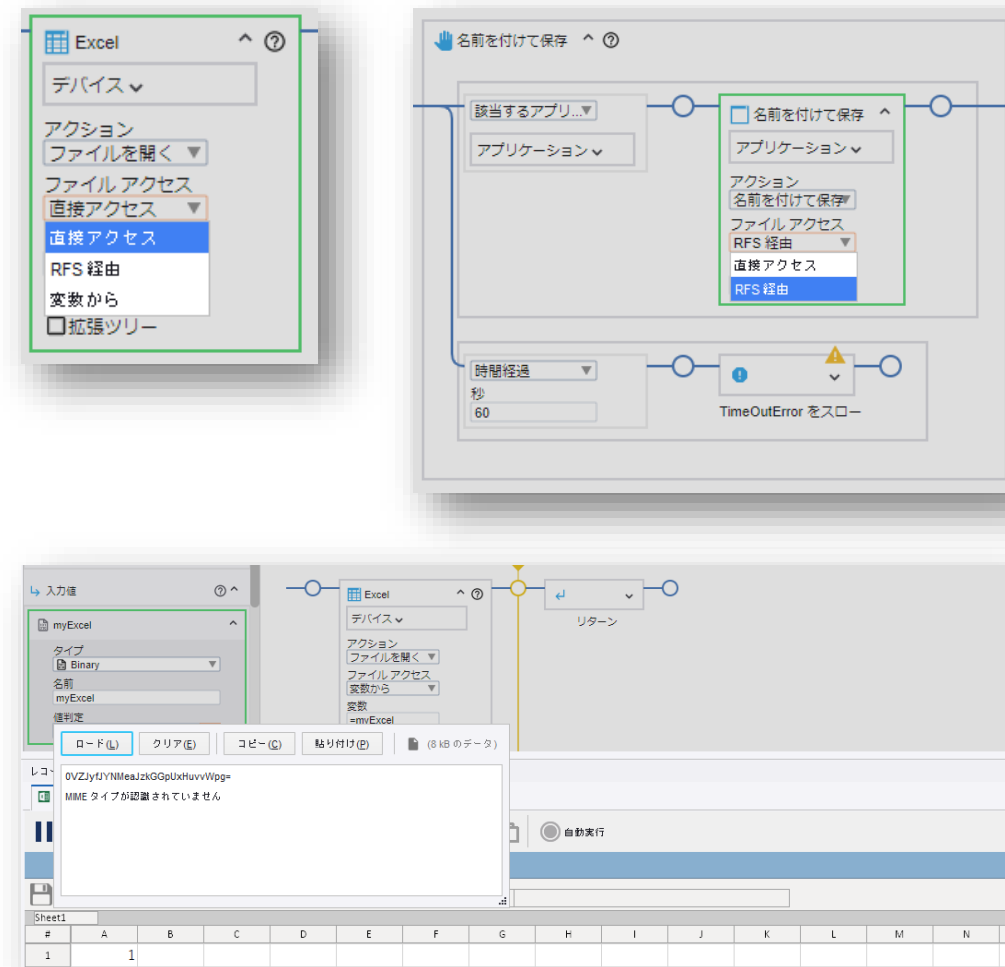 Excel
デバイス
アクション
ファイルを開く
ファイル アクセス
直接アクセス
直接アクセス
RFS 経由
変数から
拡張ツリー
名前を付けて保存
該当するアプリ...
アプリケーション
名前を付けて保存
アプリケーション
アクション
名前を付けて保存
ファイル アクセス
RFS 経由
直接アクセス
RFS 経由
時間経過
秒
60
TimeOutError をスロー
入力値
myExcel
タイプ
Binary
名前
myExcel
値判定
Excel
デバイス
アクション
ファイルを開く
ファイル アクセス
変数から
変数
=myExcel
リターン
ロード(L) クリア(E) コピー(C) 貼り付け(P) (8 kB のデータ)
0VZJyfJYNMeaJzkGGpUxHuvvWpg=
MIME タイプが認識されていません
レコー
自動実行
Sheet1
# A B C D E F G H I J K L M N
1 1